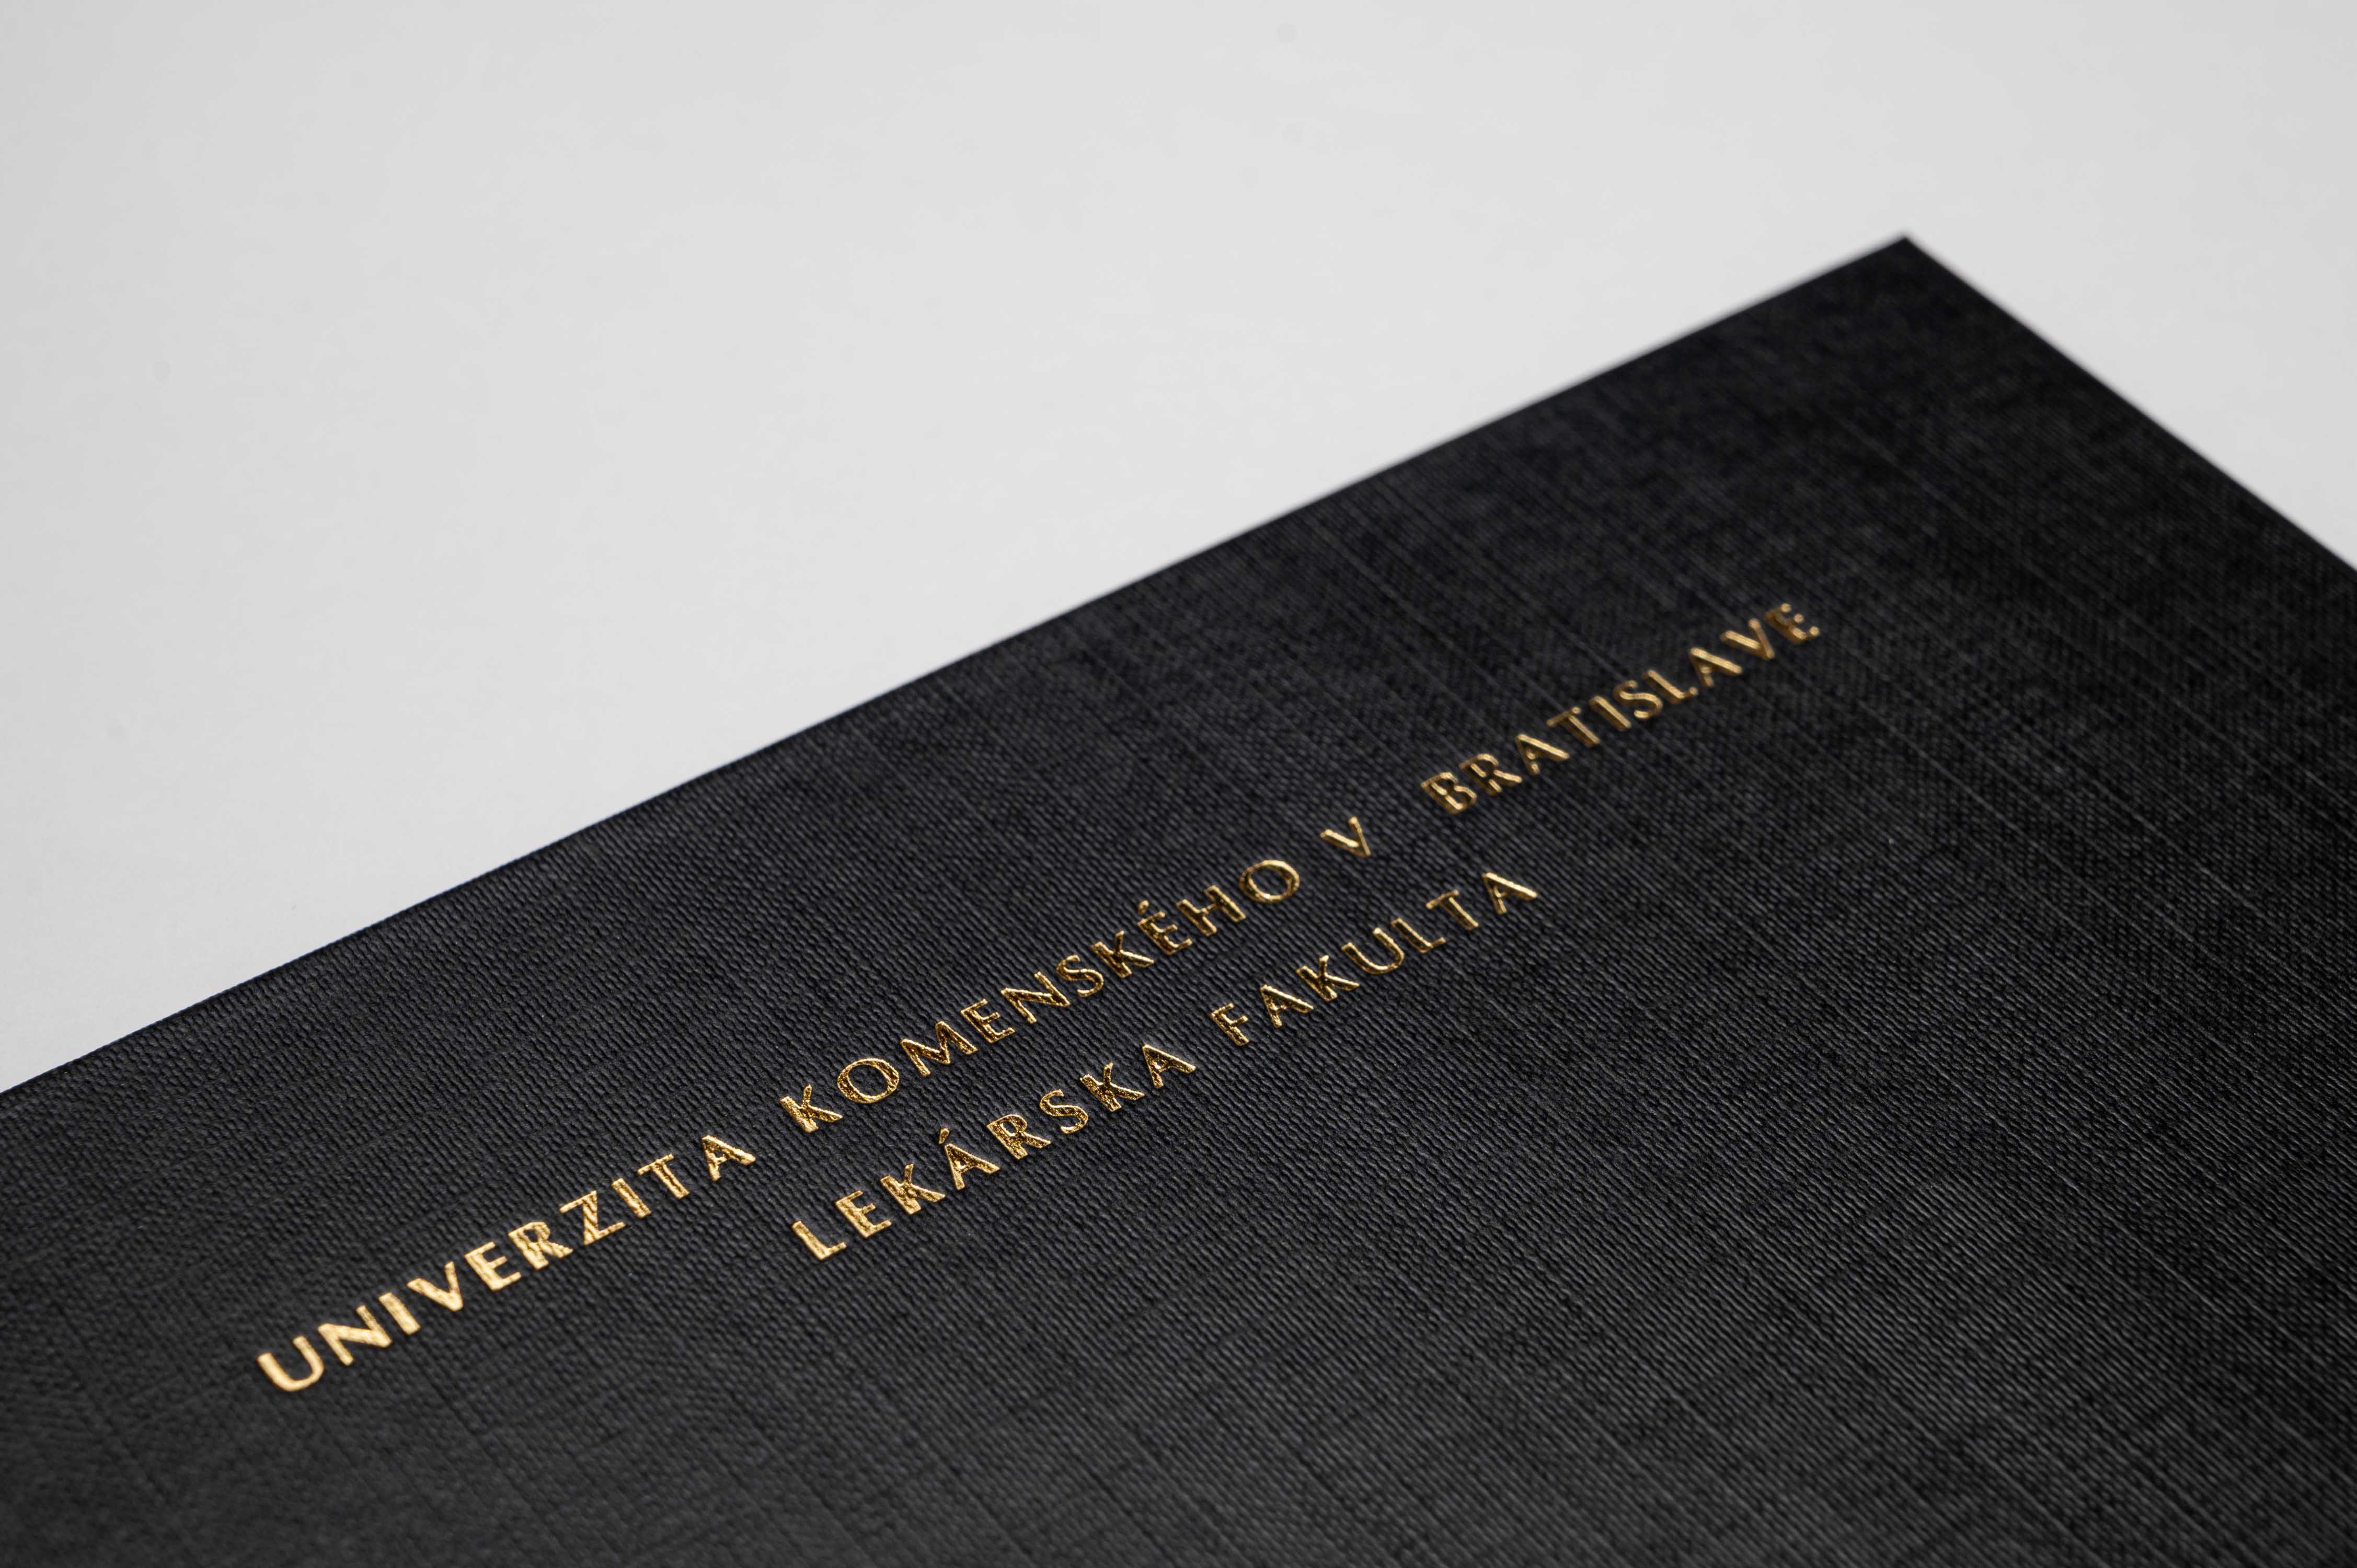 UNIVERZITA KOMENSKÉHO V BRATISLAVE
LEKÁRSKA FAKULTA